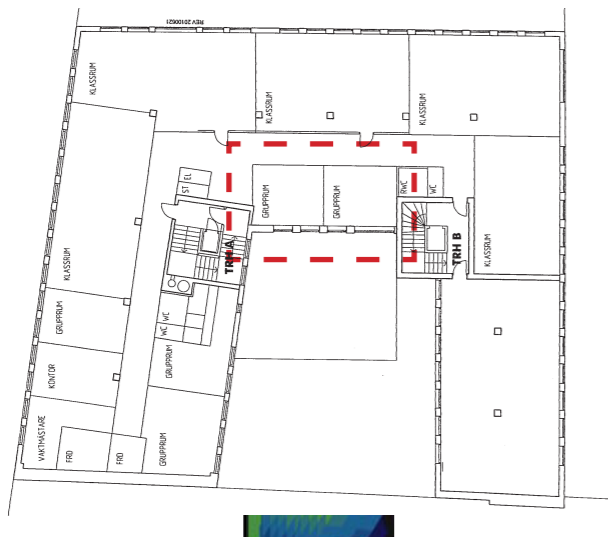 REV 20100621
KLASSRUM
KLASSRUM
KLASSRUM
ST
EL
GRUPPRUM
GRUPPRUM
RWC
WC
TRH A
TRH B
KLASSRUM
KLASSRUM
GRUPPRUM
WC
WC
KONTOR
GRUPPRUM
VAKTMÄSTARE
FRD
FRD
GRUPPRUM